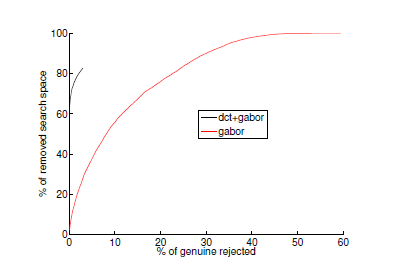 100
80
60
40
20
0
% of removed search space
dct+gabor
gabor
0 10 20 30 40 50 60
% of genuine rejected